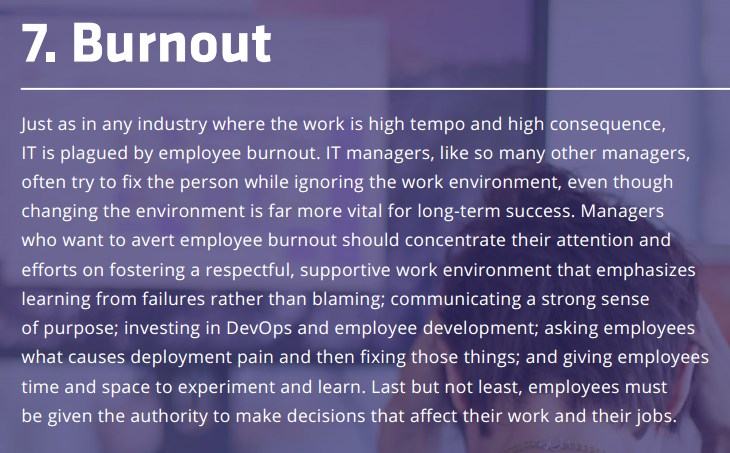 7. Burnout
Just as in any industry where the work is high tempo and high consequence,
IT is plagued by employee burnout. IT managers, like so many other managers,
often try to fix the person while ignoring the work environment, even though
changing the environment is far more vital for long-term success. Managers
who want to avert employee burnout should concentrate their attention and
efforts on fostering a respectful, supportive work environment that emphasizes
learning from failures rather than blaming; communicating a strong sense
of purpose; investing in DevOps and employee development; asking employees
what causes deployment pain and then fixing those things; and giving employees
time and space to experiment and learn. Last but not least, employees must
be given the authority to make decisions that affect their work and their jobs.